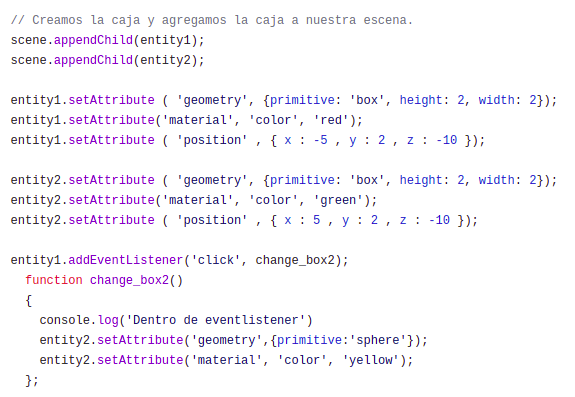 // Creamos la caja y agregamos la caja a nuestra escena.
scene.appendChild(entity1);
scene.appendChild(entity2);
entity1.setAttribute ( 'geometry', {primitive: 'box', height: 2, width: 2});
entity1.setAttribute('material', 'color', 'red');
entity1.setAttribute ( 'position' , { x : -5 , y : 2 , z : -10 });
entity2.setAttribute ( 'geometry', {primitive: 'box', height: 2, width: 2});
entity2.setAttribute('material', 'color', 'green');
entity2.setAttribute ( 'position' , { x : 5 , y : 2 , z : -10 });
entity1.addEventListener('click', change_box2);
  function change_box2()
  {
    console.log('Dentro de eventlistener')
    entity2.setAttribute('geometry',{primitive:'sphere'});
    entity2.setAttribute('material', 'color', 'yellow');
  };